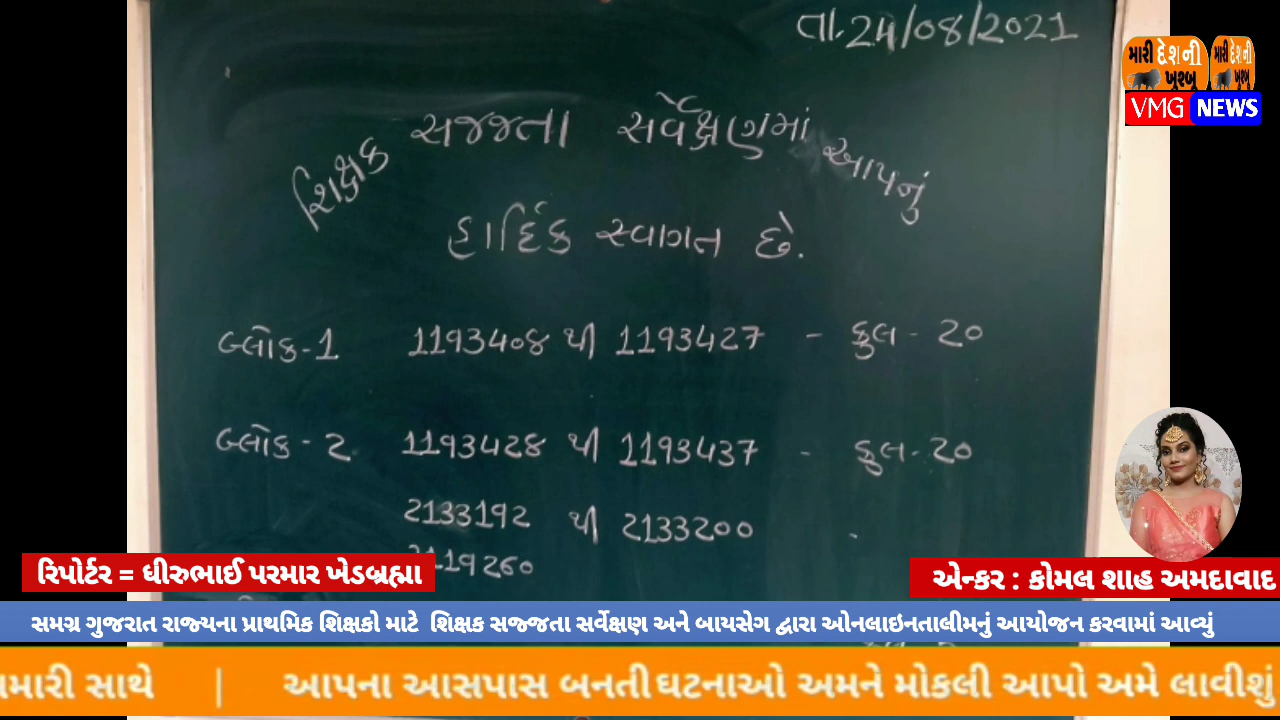 તા. 24/08/2021
શિક્ષક સજ્જતા સર્વેક્ષણમાં આપનું
હાર્દિક સ્વાગત છે.
બ્લોક-1 1193408 થી 1193427 - કુલ - 20
બ્લોક - 2 1193428 થી 1193437 - કુલ - 20
2133192 થી 2133200
119260
મારી દેશની ખુશ્બુ મારી દેશની ખુશ્બુ
VMG NEWS
રિપોર્ટર = ધીરુભાઈ પરમાર ખેડબ્રહ્મા
એન્કર : કોમલ શાહ અમદાવાદ
સમગ્ર ગુજરાત રાજ્યના પ્રાથમિક શિક્ષકો માટે શિક્ષક સજ્જતા સર્વેક્ષણ અને બાયસેગ દ્વારા ઓનલાઇનતાલીમનું આયોજન કરવામાં આવ્યું
મારી સાથે | આપના આસપાસ બનતી ઘટનાઓ અમને મોકલી આપો અમે લાવીશું